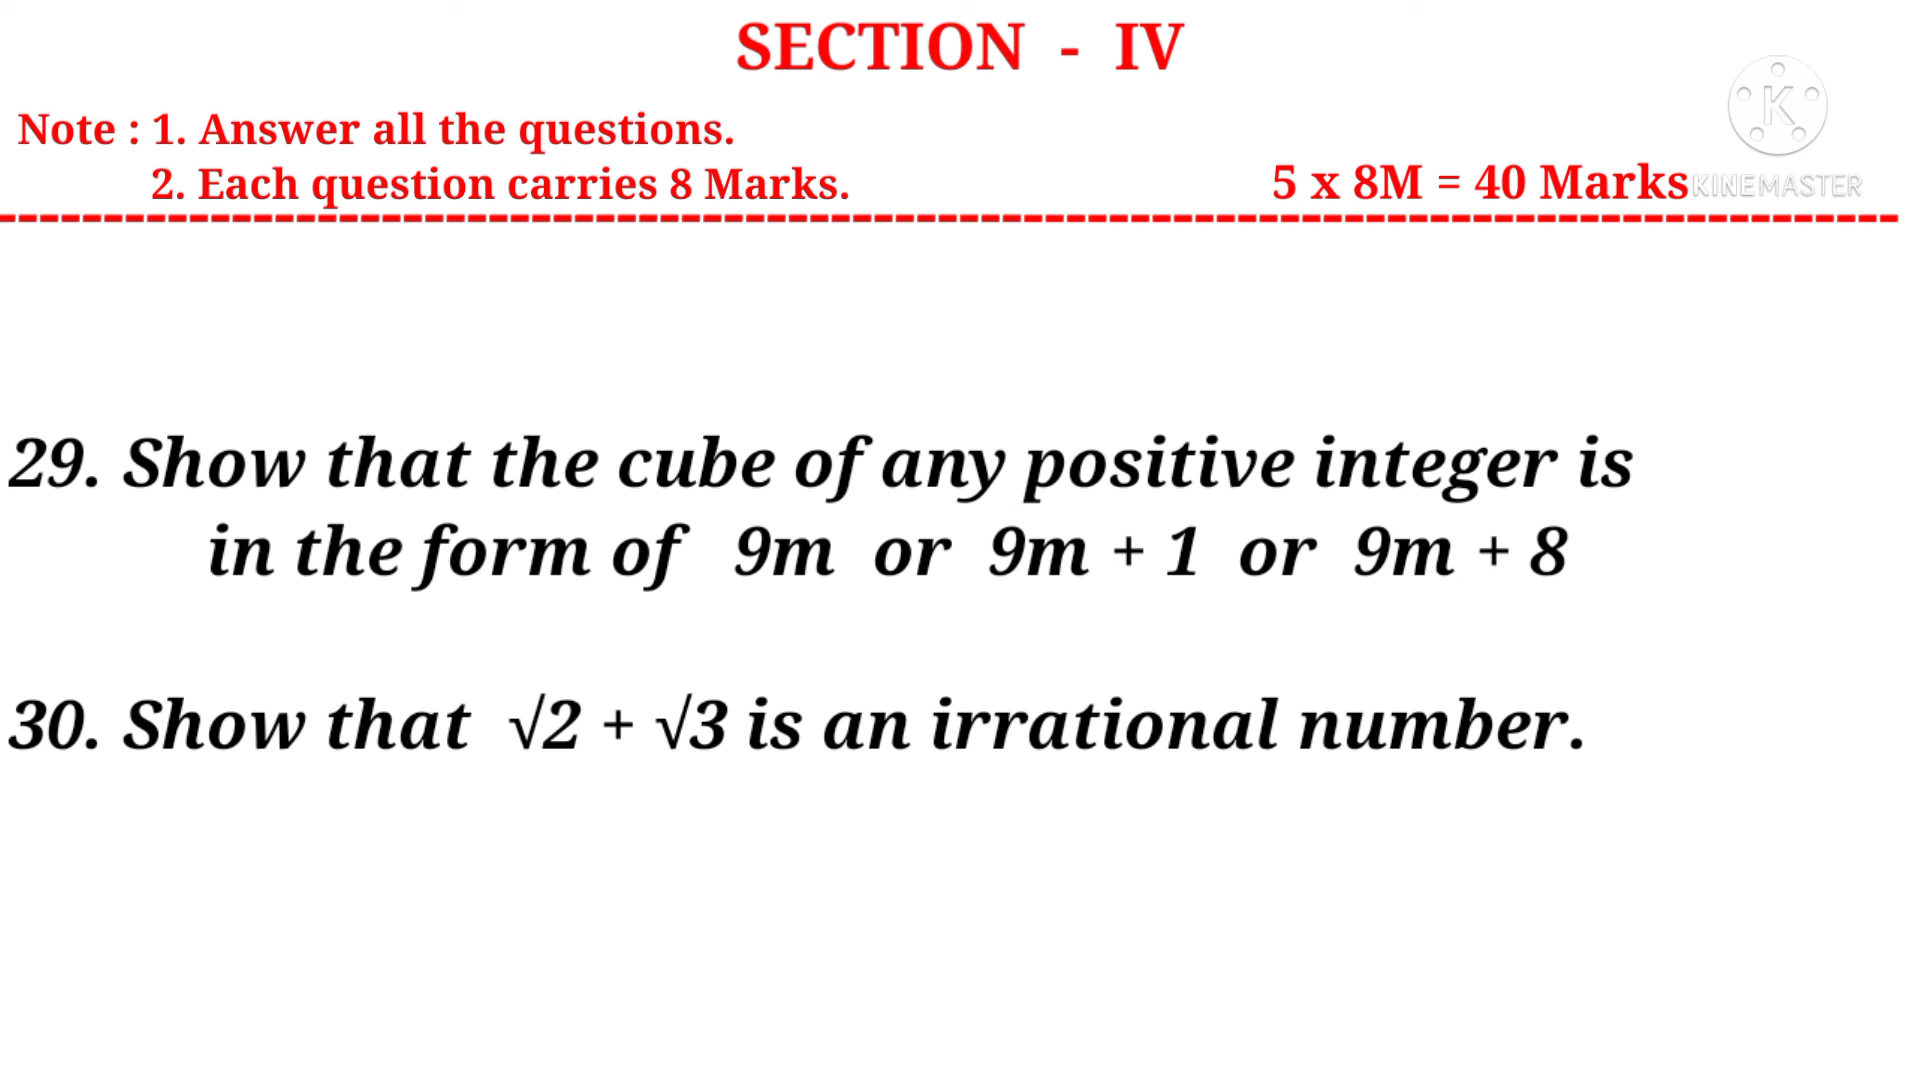 SECTION - IV
Note : 1. Answer all the questions.
2. Each question carries 8 Marks.
5 x 8M = 40 Marks
K
KINEMASTER
29. Show that the cube of any positive integer is
in the form of 9m or 9m + 1 or 9m + 8
30. Show that √2 + √3 is an irrational number.